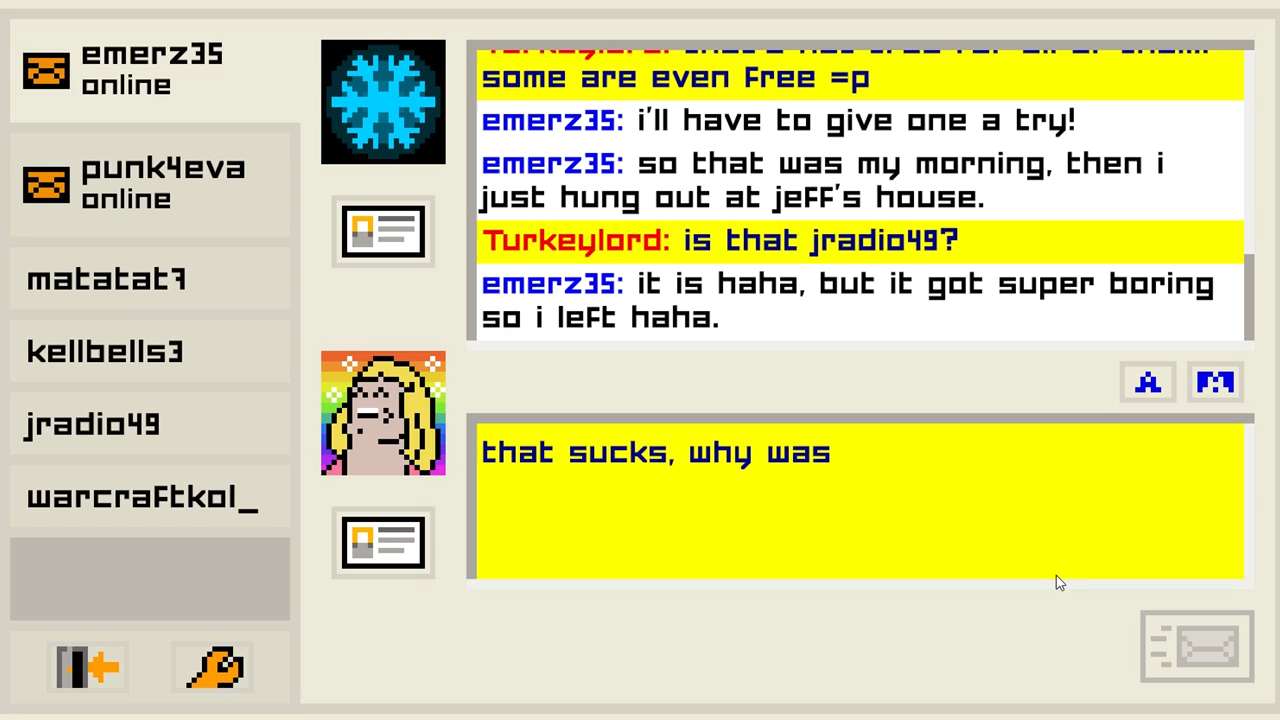 emerz35
online
punk4eva
online
matatat7
kellbells3
jradio49
warcraftkol_
some are even free =p
emerz35: i'll have to give one a try!
emerz35: so that was my morning, then i
just hung out at jeff's house.
Turkeylord: is that jradio49?
emerz35: it is haha, but it got super boring
so i left haha.
A
that sucks, why was